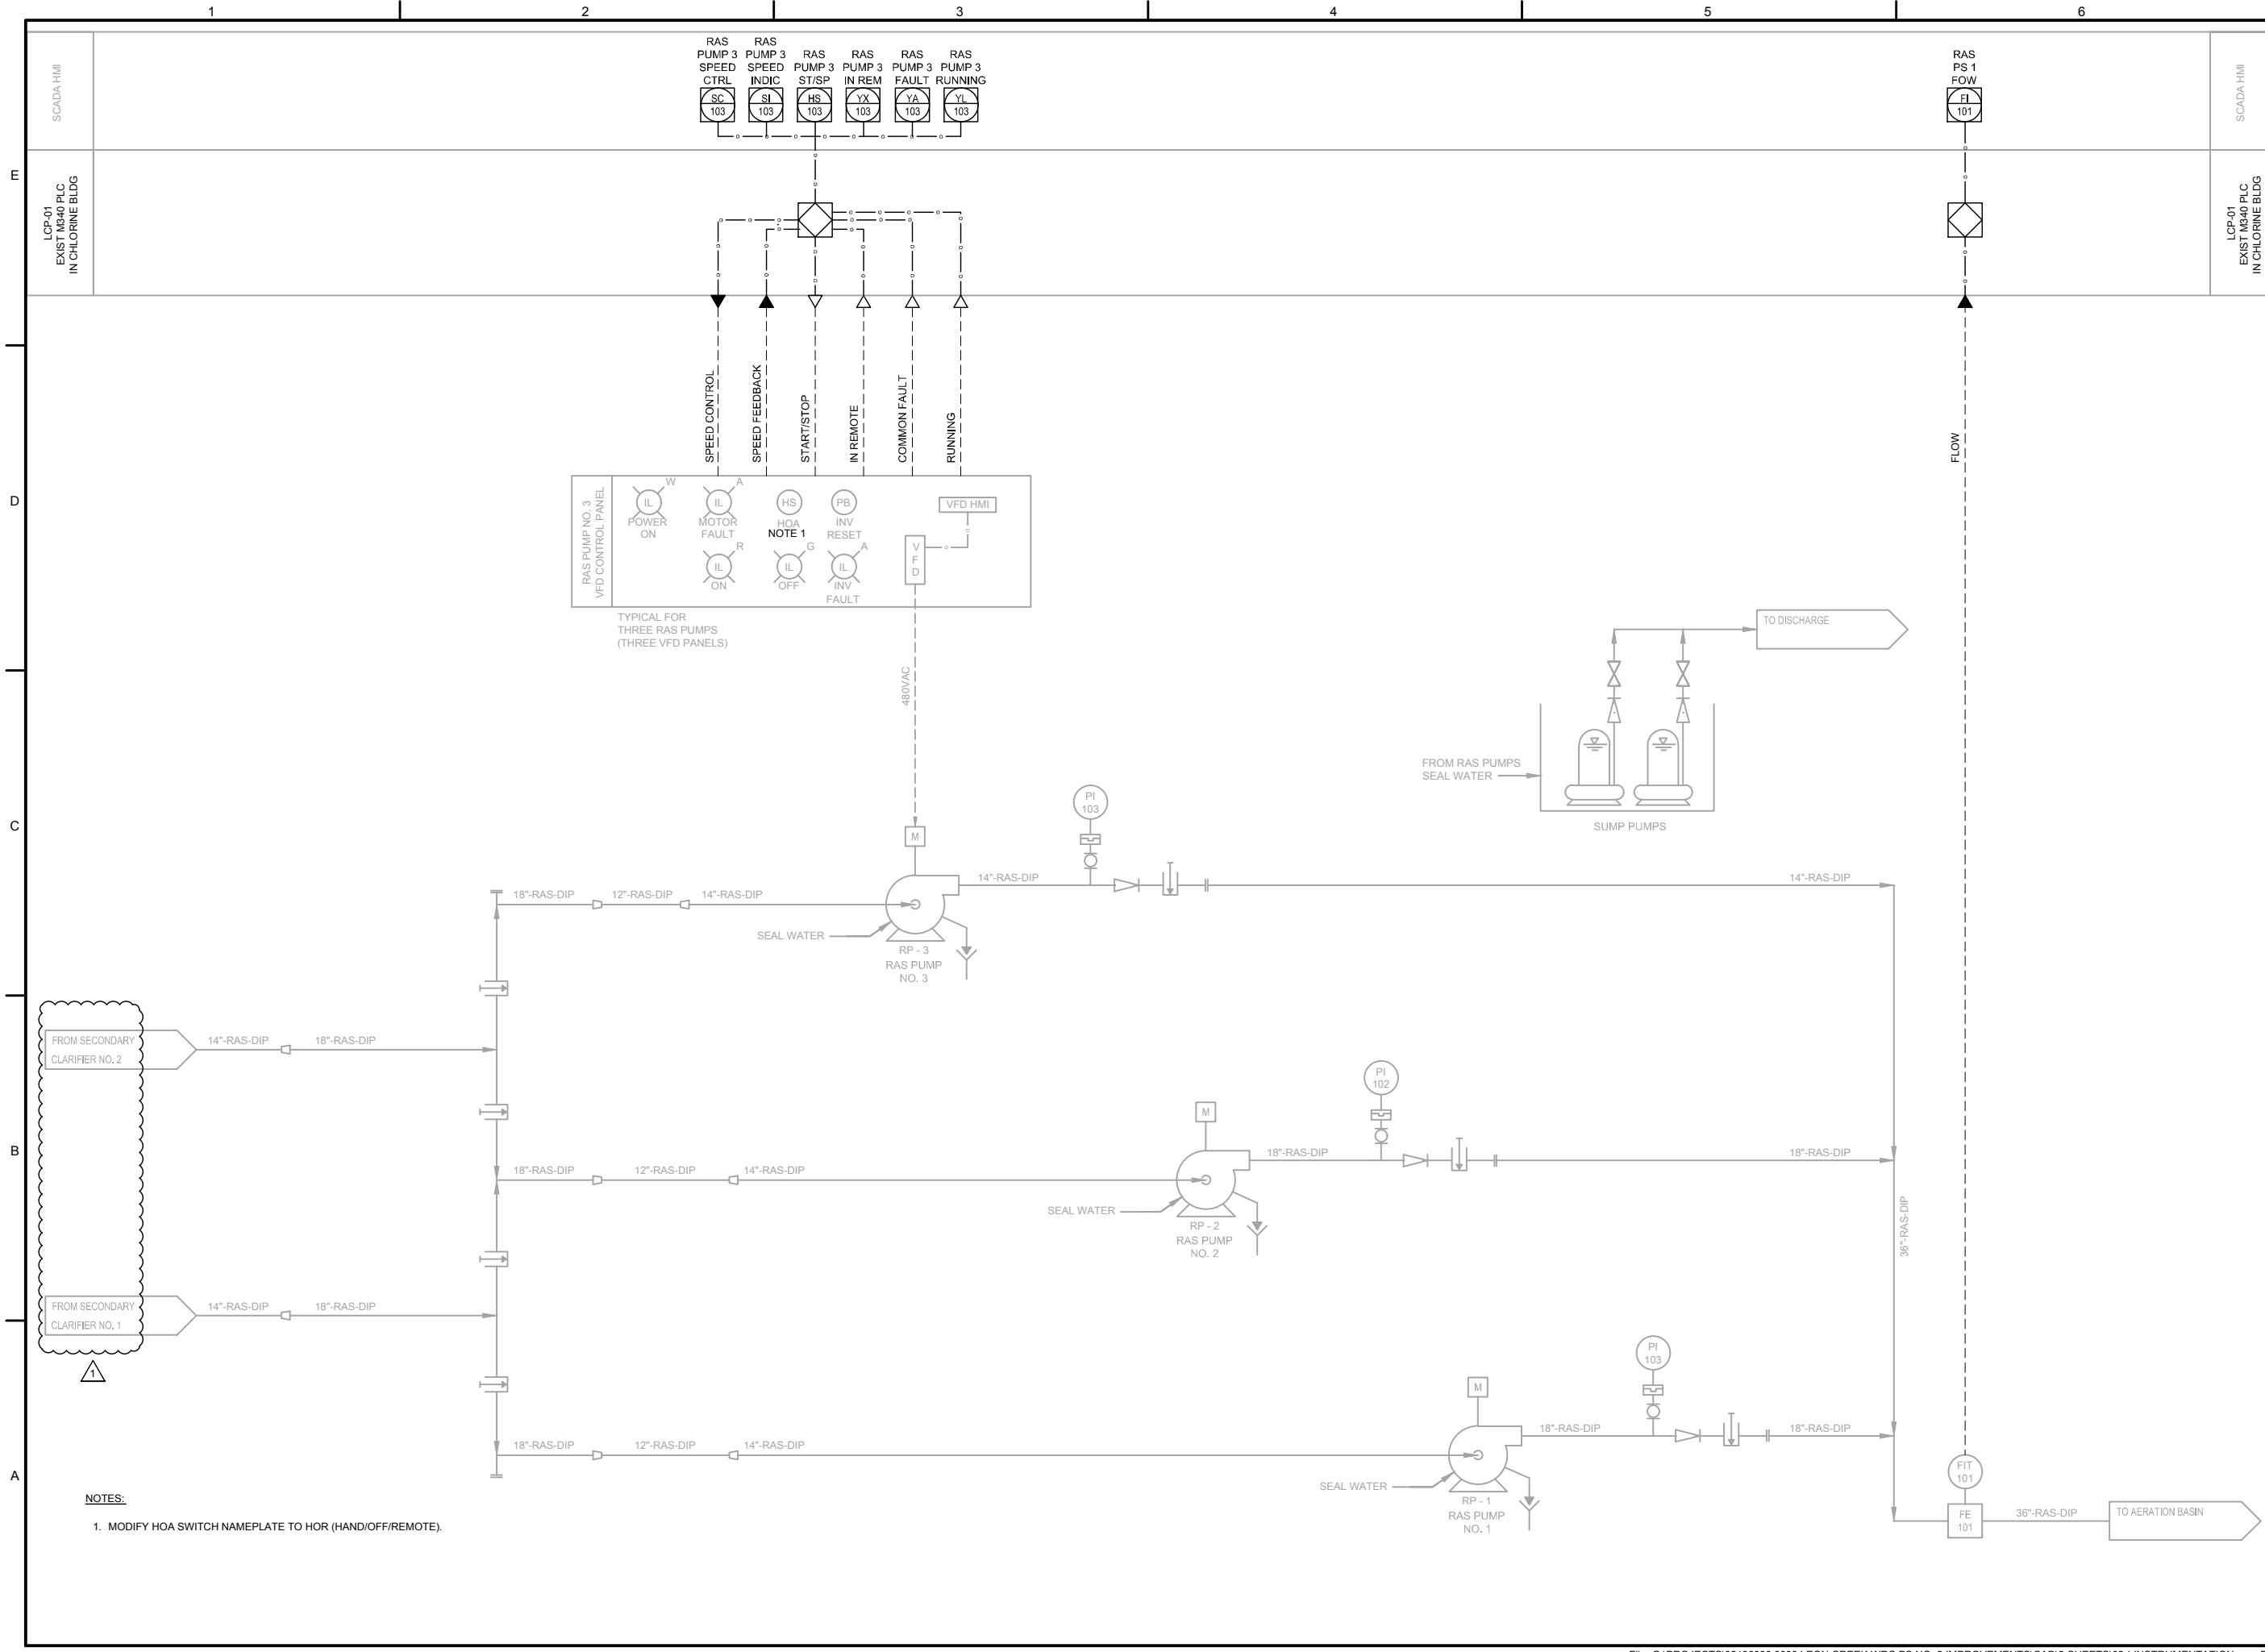 1 2 3 4 5 6
SCADA HMI
RAS
PUMP 3
SPEED
CTRL
SC
103
RAS
PUMP 3
SPEED
INDIC
SI
103
RAS
PUMP 3
ST/SP
HS
103
RAS
PUMP 3
IN REM
YX
103
RAS
PUMP 3
FAULT
YA
103
RAS
PUMP 3
RUNNING
YL
103
RAS
PS 1
FOW
FI
101
SCADA HMI
E
LCP-01
EXIST M340 PLC
IN CHLORINE BLDG
LCP-01
EXIST M340 PLC
IN CHLORINE BLDG
SPEED CONTROL
SPEED FEEDBACK
START/STOP
IN REMOTE
COMMON FAULT
RUNNING
FLOW
D
RAS PUMP NO. 3
VFD CONTROL PANEL
IL
W
POWER
ON
IL
A
MOTOR
FAULT
HS
HOA
NOTE 1
PB
INV
RESET
VFD HMI
IL
R
ON
IL
G
OFF
IL
A
INV
FAULT
V
F
D
TYPICAL FOR
THREE RAS PUMPS
(THREE VFD PANELS)
480VAC
TO DISCHARGE
FROM RAS PUMPS
SEAL WATER
SUMP PUMPS
C
PI
103
M
18"-RAS-DIP
12"-RAS-DIP
14"-RAS-DIP
14"-RAS-DIP
14"-RAS-DIP
SEAL WATER
RP - 3
RAS PUMP
NO. 3
FROM SECONDARY
CLARIFIER NO. 2
14"-RAS-DIP
18"-RAS-DIP
B
PI
102
M
18"-RAS-DIP
12"-RAS-DIP
14"-RAS-DIP
18"-RAS-DIP
18"-RAS-DIP
SEAL WATER
RP - 2
RAS PUMP
NO. 2
36"-RAS-DIP
FROM SECONDARY
CLARIFIER NO. 1
14"-RAS-DIP
18"-RAS-DIP
1
PI
103
M
18"-RAS-DIP
12"-RAS-DIP
14"-RAS-DIP
18"-RAS-DIP
18"-RAS-DIP
A
SEAL WATER
RP - 1
RAS PUMP
NO. 1
FIT
101
FE
101
36"-RAS-DIP
TO AERATION BASIN
NOTES:
1. MODIFY HOA SWITCH NAMEPLATE TO HOR (HAND/OFF/REMOTE).